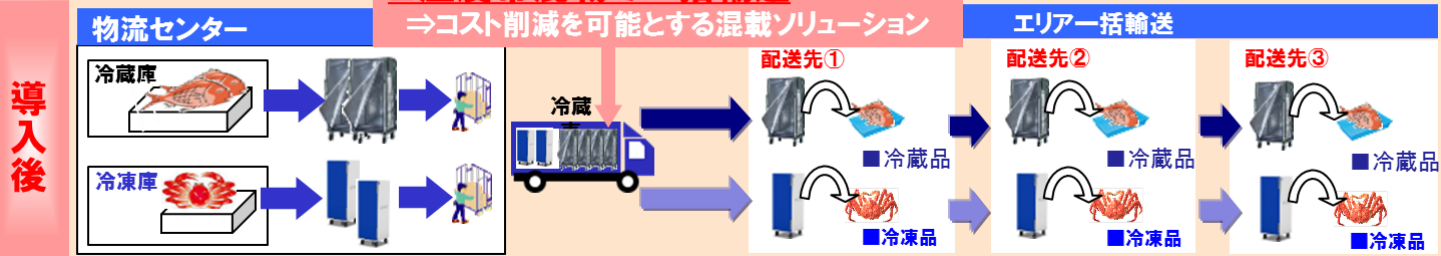 ⇒コスト削減を可能とする混載ソリューション
物流センター
エリア一括輸送
導入後
冷蔵庫
冷凍庫
冷蔵
配送先①
■冷蔵品
■冷凍品
配送先②
■冷蔵品
■冷凍品
配送先③
■冷蔵品
■冷凍品